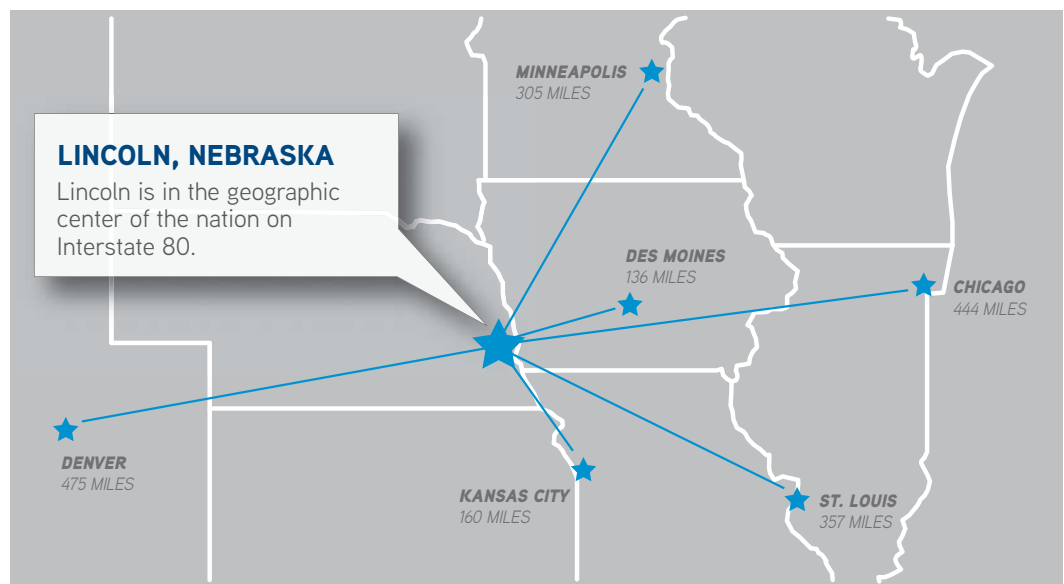 MINNEAPOLIS
305 MILES
LINCOLN, NEBRASKA
Lincoln is in the geographic
center of the nation on
Interstate 80.
DES MOINES
136 MILES
CHICAGO
444 MILES
DENVER
475 MILES
KANSAS CITY
160 MILES
ST. LOUIS
357 MILES